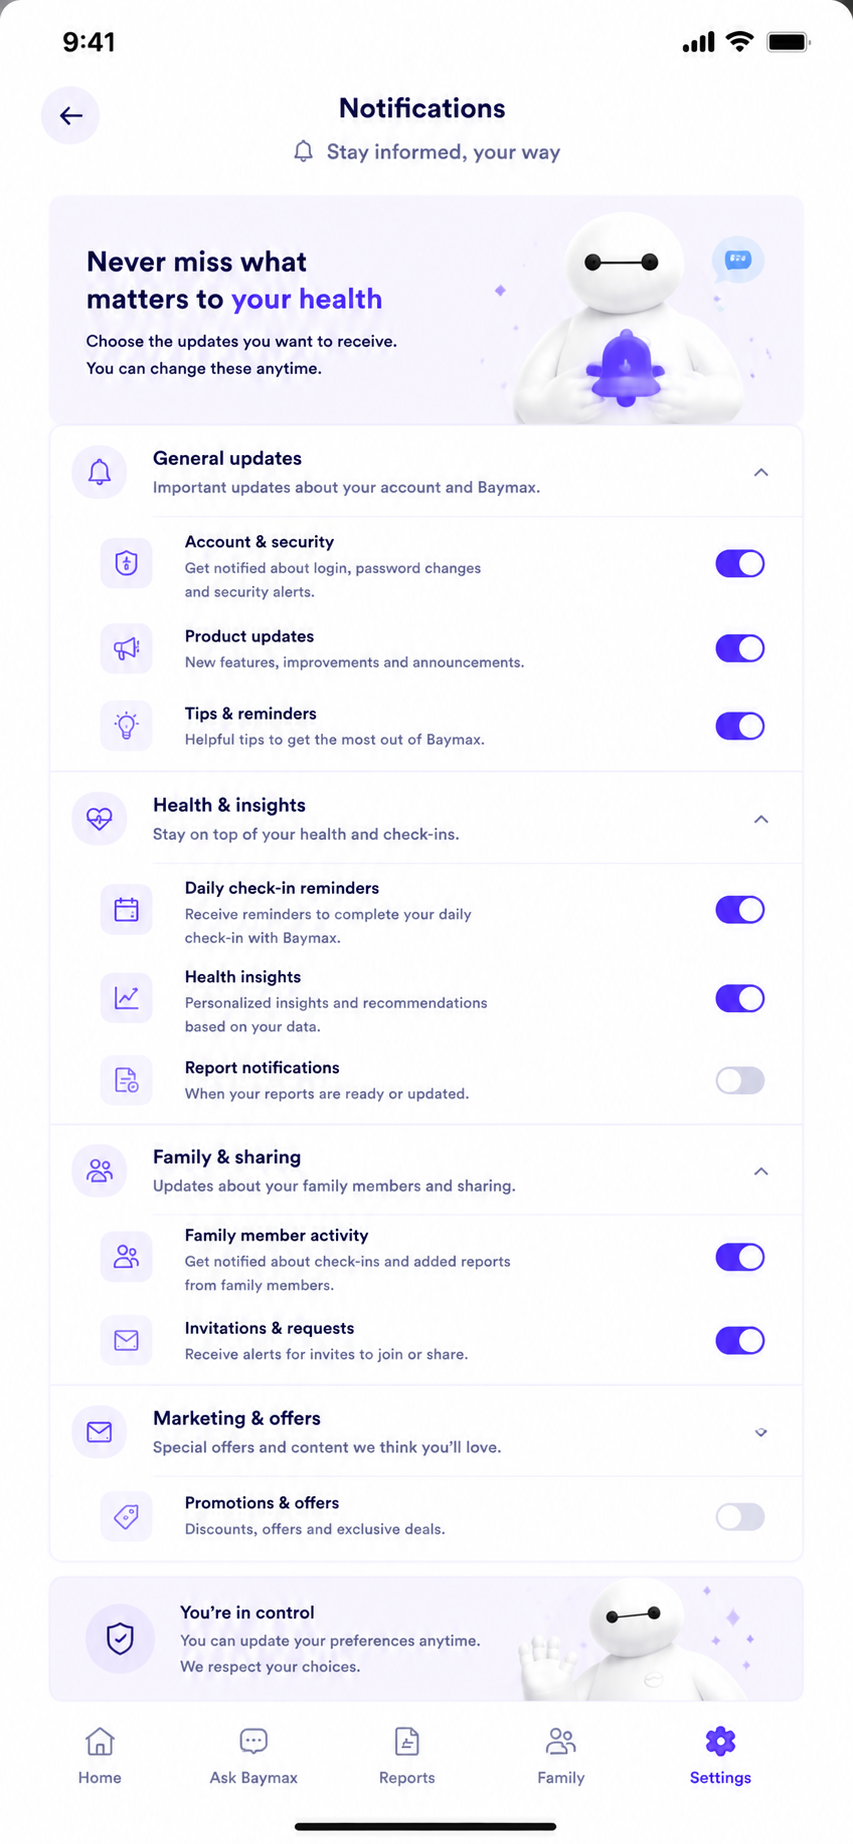 9:41
Notifications
Stay informed, your way
Never miss what
matters to your health
Choose the updates you want to receive.
You can change these anytime.
General updates
Important updates about your account and Baymax.
Account & security
Get notified about login, password changes
and security alerts.
Product updates
New features, improvements and announcements.
Tips & reminders
Helpful tips to get the most out of Baymax.
Health & insights
Stay on top of your health and check-ins.
Daily check-in reminders
Receive reminders to complete your daily
check-in with Baymax.
Health insights
Personalized insights and recommendations
based on your data.
Report notifications
When your reports are ready or updated.
Family & sharing
Updates about your family members and sharing.
Family member activity
Get notified about check-ins and added reports
from family members.
Invitations & requests
Receive alerts for invites to join or share.
Marketing & offers
Special offers and content we think you’ll love.
Promotions & offers
Discounts, offers and exclusive deals.
You’re in control
You can update your preferences anytime.
We respect your choices.
Home
Ask Baymax
Reports
Family
Settings